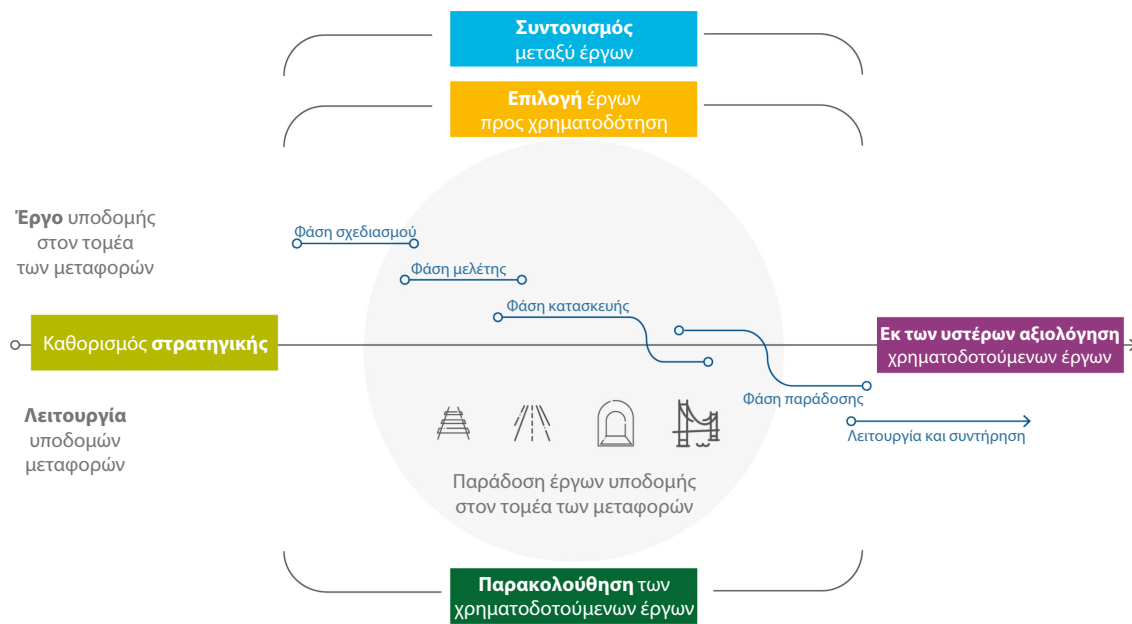 Συντονισμός
μεταξύ έργων
Επιλογή έργων
προς χρηματοδότηση
Έργο υποδομής
στον τομέα
των μεταφορών
Φάση σχεδιασμού
Φάση μελέτης
Φάση κατασκευής
Καθορισμός στρατηγικής
Εκ των υστέρων αξιολόγηση
χρηματοδοτούμενων έργων
Φάση παράδοσης
Λειτουργία
υποδομών
μεταφορών
Λειτουργία και συντήρηση
Παράδοση έργων υποδομής
στον τομέα των μεταφορών
Παρακολούθηση των
χρηματοδοτούμενων έργων